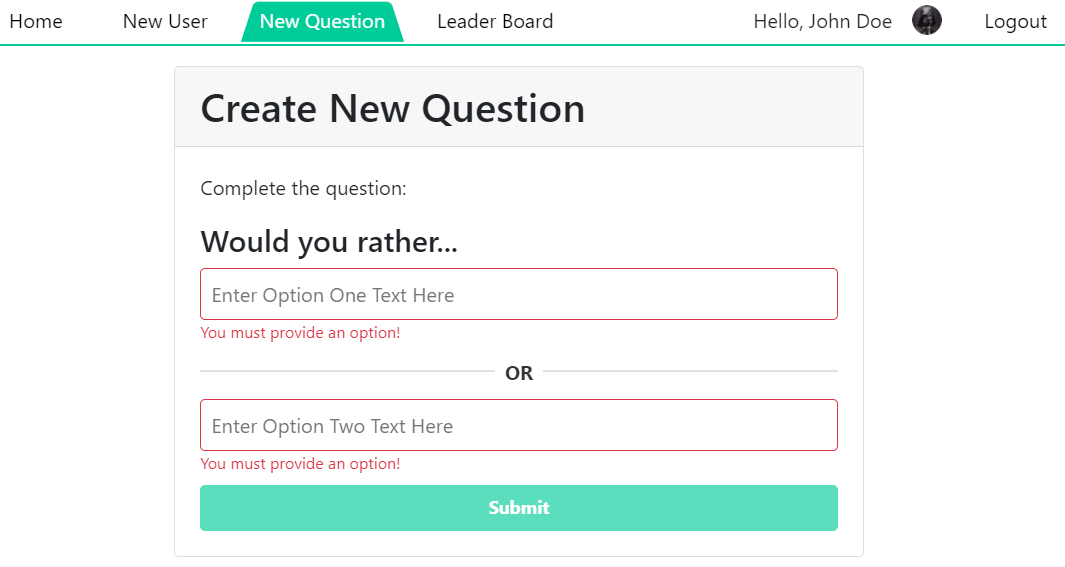 Home New User New Question Leader Board Hello, John Doe Logout
Create New Question
Complete the question:
Would you rather...
Enter Option One Text Here
You must provide an option!
OR
Enter Option Two Text Here
You must provide an option!
Submit